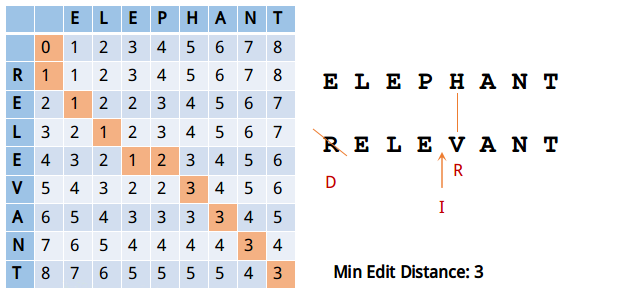 E L E P H A N T
0 1 2 3 4 5 6 7 8
R 1 1 2 3 4 5 6 7 8
E 2 1 2 2 3 4 5 6 7
L 3 2 1 2 3 4 5 6 7
E 4 3 2 1 2 3 4 5 6
V 5 4 3 2 2 3 4 5 6
A 6 5 4 3 3 3 3 4 5
N 7 6 5 4 4 4 4 3 4
T 8 7 6 5 5 5 5 4 3
E L E P H A N T
R E L E V A N T
D
R
I
Min Edit Distance: 3